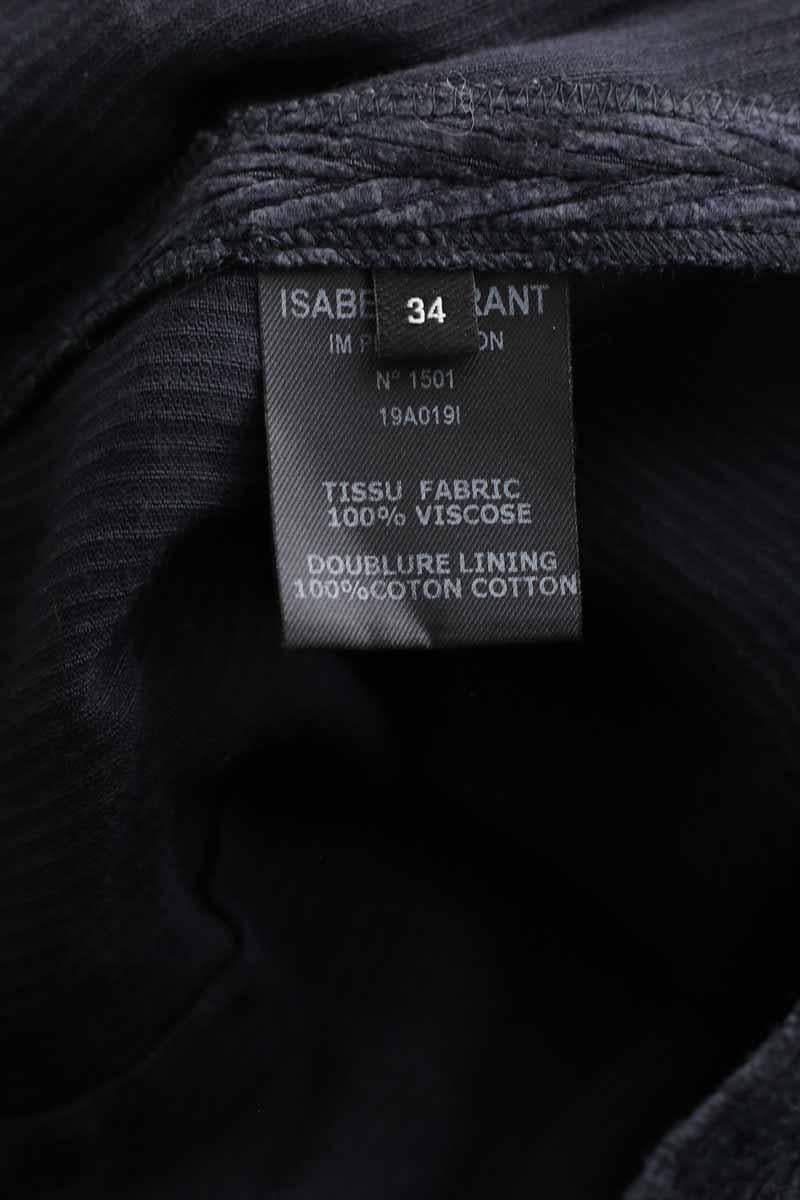 ISABE RANT
34
IM P ON
N° 1501
19A019I
TISSU FABRIC
100% VISCOSE
DOUBLURE LINING
100%COTON COTTON